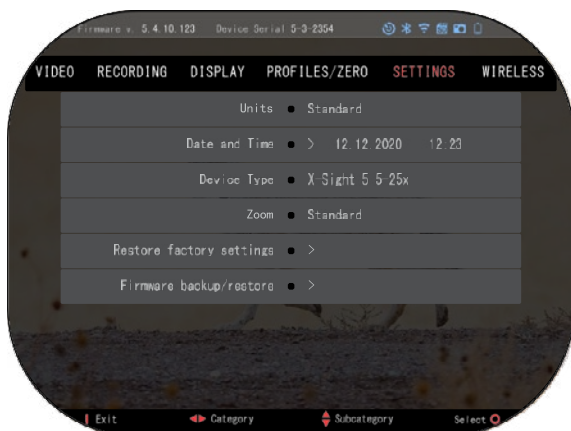 Firmware v. 5.4.10.123 Device Serial 5-3-2354
VIDEO RECORDING DISPLAY PROFILES/ZERO SETTINGS WIRELESS
Units ● Standard
Date and Time ● > 12.12.2020 12:23
Device Type ● X-Sight 5 5-25x
Zoom ● Standard
Restore factory settings ● >
Firmware backup/restore ● >
Exit Category Subcategory Select